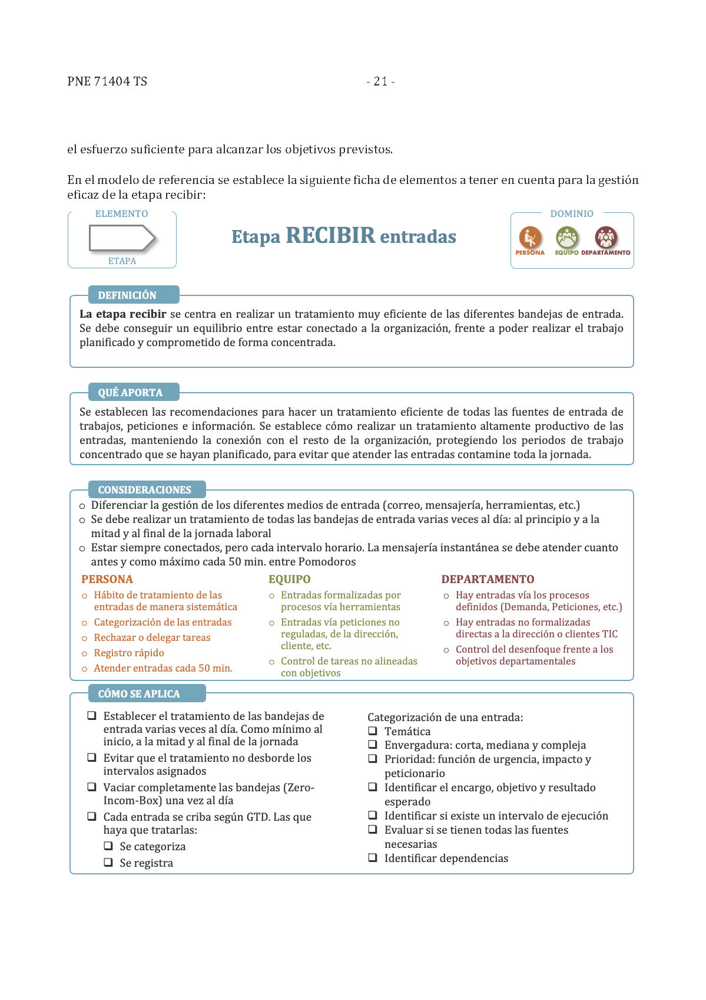 PNE 71404 TS
- 21 -
el esfuerzo suficiente para alcanzar los objetivos previstos.
En el modelo de referencia se establece la siguiente ficha de elementos a tener en cuenta para la gestión
eficaz de la etapa recibir:
ELEMENTO
ETAPA
Etapa RECIBIR entradas
DOMINIO
PERSONA
EQUIPO
DEPARTAMENTO
DEFINICIÓN
La etapa recibir se centra en realizar un tratamiento muy eficiente de las diferentes bandejas de entrada.
Se debe conseguir un equilibrio entre estar conectado a la organización, frente a poder realizar el trabajo
planificado y comprometido de forma concentrada.
QUÉ APORTA
Se establecen las recomendaciones para hacer un tratamiento eficiente de todas las fuentes de entrada de
trabajos, peticiones e información. Se establece cómo realizar un tratamiento altamente productivo de las
entradas, manteniendo la conexión con el resto de la organización, protegiendo los periodos de trabajo
concentrado que se hayan planificado, para evitar que atender las entradas contamine toda la jornada.
CONSIDERACIONES
o Diferenciar la gestión de los diferentes medios de entrada (correo, mensajería, herramientas, etc.)
o Se debe realizar un tratamiento de todas las bandejas de entrada varias veces al día: al principio y a la
mitad y al final de la jornada laboral
o Estar siempre conectados, pero cada intervalo horario. La mensajería instantánea se debe atender cuanto
antes y como máximo cada 50 min. entre Pomodoros
PERSONA
o Hábito de tratamiento de las
entradas de manera sistemática
o Categorización de las entradas
o Rechazar o delegar tareas
o Registro rápido
o Atender entradas cada 50 min.
EQUIPO
o Entradas formalizadas por
procesos vía herramientas
o Entradas vía peticiones no
reguladas, de la dirección,
cliente, etc.
o Control de tareas no alineadas
con objetivos
DEPARTAMENTO
o Hay entradas vía los procesos
definidos (Demanda, Peticiones, etc.)
o Hay entradas no formalizadas
directas a la dirección o clientes TIC
o Control del desenfoque frente a los
objetivos departamentales
CÓMO SE APLICA
❑ Establecer el tratamiento de las bandejas de
entrada varias veces al día. Como mínimo al
inicio, a la mitad y al final de la jornada
❑ Evitar que el tratamiento no desborde los
intervalos asignados
❑ Vaciar completamente las bandejas (Zero-
Incom-Box) una vez al día
❑ Cada entrada se criba según GTD. Las que
haya que tratarlas:
❑ Se categoriza
❑ Se registra
Categorización de una entrada:
❑ Temática
❑ Envergadura: corta, mediana y compleja
❑ Prioridad: función de urgencia, impacto y
peticionario
❑ Identificar el encargo, objetivo y resultado
esperado
❑ Identificar si existe un intervalo de ejecución
❑ Evaluar si se tienen todas las fuentes
necesarias
❑ Identificar dependencias